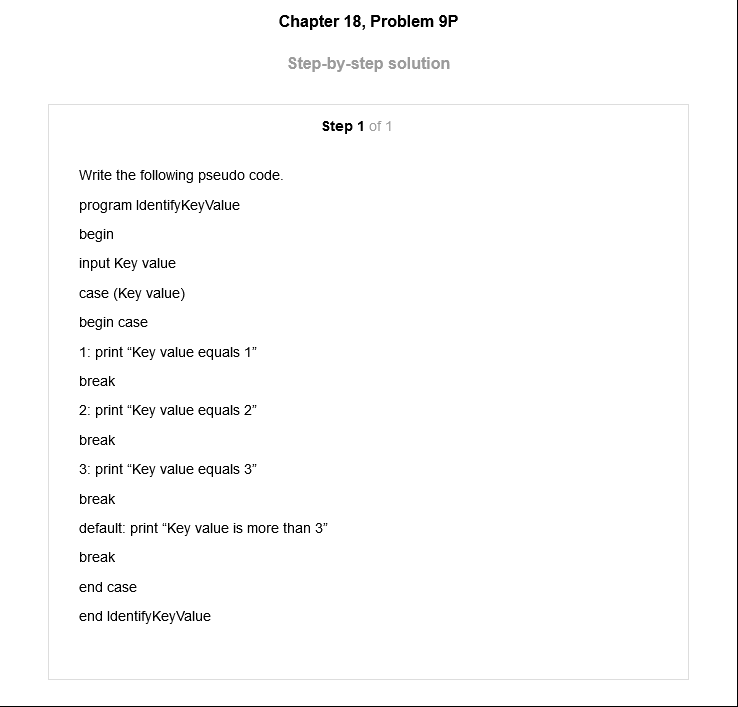 Chapter 18, Problem 9P
Step-by-step solution
Step 1 of 1
Write the following pseudo code.
program IdentifyKeyValue
begin
input Key value
case (Key value)
begin case
1: print “Key value equals 1”
break
2: print “Key value equals 2”
break
3: print “Key value equals 3”
break
default: print “Key value is more than 3”
break
end case
end IdentifyKeyValue